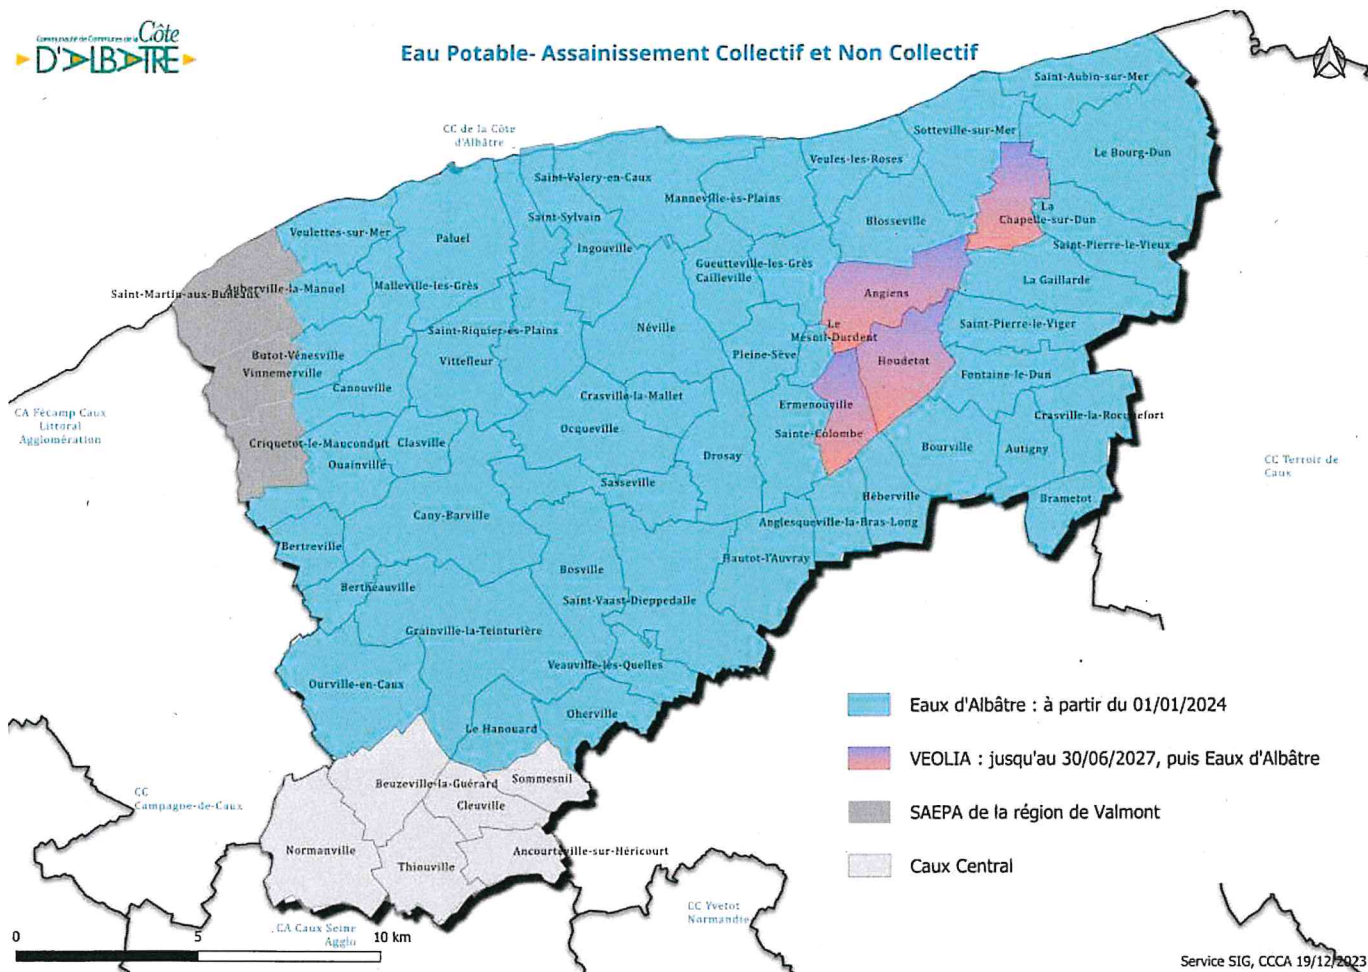 Communauté de Communes de la Côte
D'ALBATRE
Eau Potable- Assainissement Collectif et Non Collectif
Saint-Aubin-sur-Mer
CC de la Côte
d'Albâtre
Sotteville-sur-Mer
Le Bourg-Dun
Veules-les-Roses
Saint-Valery-en-Caux
Manneville-ès-Plains
La
Chapelle-sur-Dun
Saint-Sylvain
Blosseville
Veulettes-sur-Mer
Paluel
Ingouville
Saint-Pierre-le-Vieux
Gueutteville-les-Grès
Cailleville
La Gaillarde
Saint-Martin-aux-Buneaux
Auberville-la-Manuel
Malleville-les-Grès
Angiens
Saint-Riquier-ès-Plains
Néville
Le
Mesnil-Durdent
Saint-Pierre-le-Viger
Butot-Vénesville
Vittefleur
Pleine-Sève
Houdetot
Vinnemerville
Canouville
Fontaine-le-Dun
Crasville-la-Mallet
Ermenouville
CA Fécamp Caux
Littoral
Agglomération
Crasville-la-Rocquefort
Ocqueville
Sainte-Colombe
Criquetot-le-Mauconduit
Clasville
Bourville
Autigny
Drosay
Ouainville
CC Terroir de
Caux
Sasseville
Héberville
Brametot
Cany-Barville
Anglesqueville-la-Bras-Long
Bertreville
Hautot-l'Auvray
Bosville
Bertheauville
Saint-Vaast-Dieppedalle
Grainville-la-Teinturière
Veauville-lès-Quelles
Ourville-en-Caux
Oherville
Le Hanouard
Eaux d'Albâtre : à partir du 01/01/2024
VEOLIA : jusqu'au 30/06/2027, puis Eaux d'Albâtre
SAEPA de la région de Valmont
Caux Central
Sommesnil
Beuzeville-la-Guérard
Cleuville
CC
Campagne-de-Caux
Normanville
Thiouville
Ancourteville-sur-Héricourt
CC Yvetot
Normandie
CA Caux Seine
Agglo
0 5 10 km
Service SIG, CCCA 19/12/2023